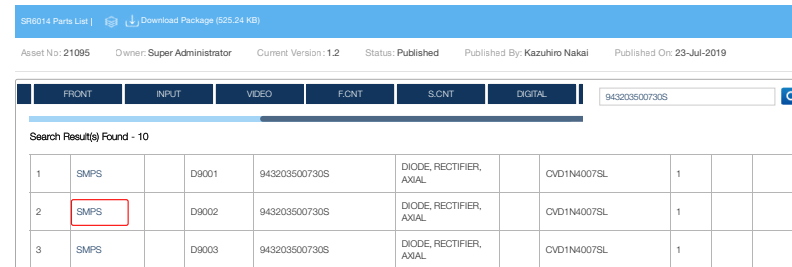 SR6014 Parts List | Download Package (525.24 KB)
Asset No: 21095 Owner: Super Administrator Current Version: 1.2 Status: Published Published By: Kazuhiro Nakai Published On: 23-Jul-2019
FRONT INPUT VIDEO F.CNT S.CNT DIGITAL 943203500730S
Search Result(s) Found - 10
1 SMPS D9001 943203500730S DIODE, RECTIFIER, AXIAL CVD1N4007SL 1
2 SMPS D9002 943203500730S DIODE, RECTIFIER, AXIAL CVD1N4007SL 1
3 SMPS D9003 943203500730S DIODE, RECTIFIER, AXIAL CVD1N4007SL 1